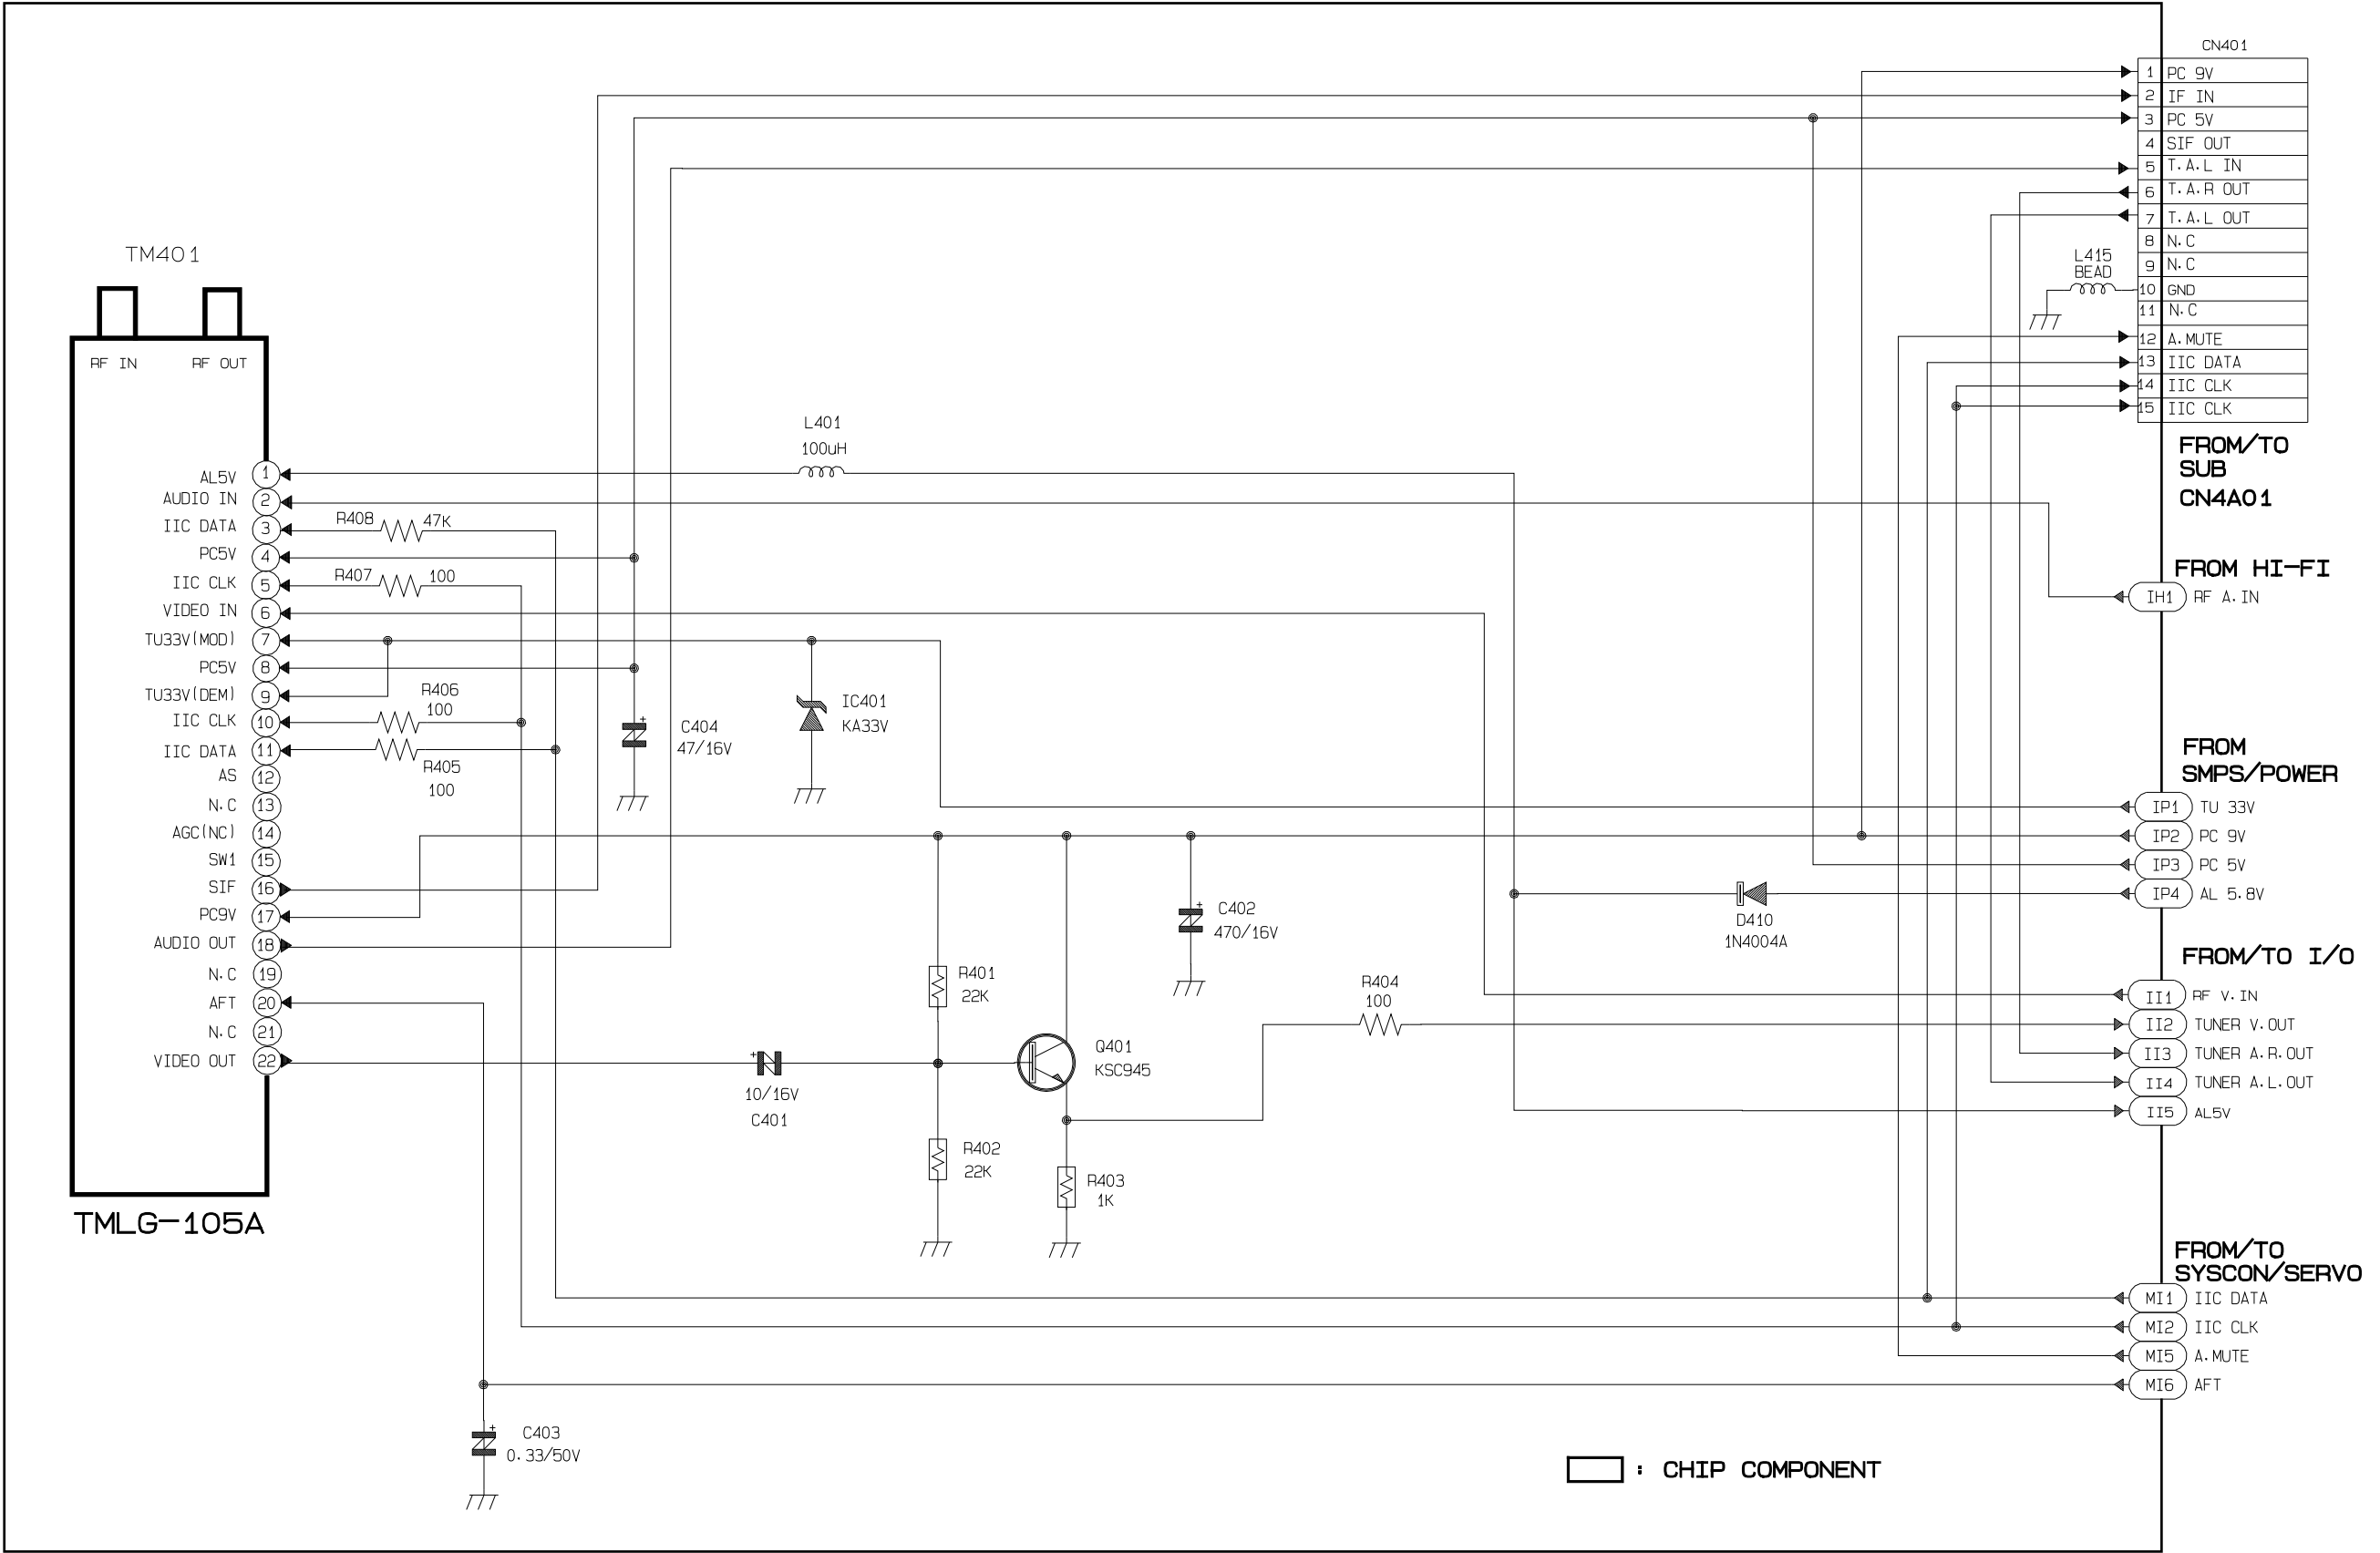 CN401
1 PC 9V
2 IF IN
3 PC 5V
4 SIF OUT
5 T.A.L IN
6 T.A.R OUT
7 T.A.L OUT
8 N.C
9 N.C
10 GND
11 N.C
12 A.MUTE
13 IIC DATA
14 IIC CLK
15 IIC CLK
L415
BEAD
FROM/TO
SUB
CN4A01
FROM HI-FI
IH1 RF A.IN
FROM
SMPS/POWER
IP1 TU 33V
IP2 PC 9V
IP3 PC 5V
IP4 AL 5.8V
FROM/TO I/O
II1 RF V.IN
II2 TUNER V.OUT
II3 TUNER A.R.OUT
II4 TUNER A.L.OUT
II5 AL5V
FROM/TO
SYSCON/SERVO
MI1 IIC DATA
MI2 IIC CLK
MI5 A.MUTE
MI6 AFT
TM401
RF IN RF OUT
AL5V 1
AUDIO IN 2
IIC DATA 3
PC5V 4
IIC CLK 5
VIDEO IN 6
TU33V(MOD) 7
PC5V 8
TU33V(DEM) 9
IIC CLK 10
IIC DATA 11
AS 12
N.C 13
AGC(NC) 14
SW1 15
SIF 16
PC9V 17
AUDIO OUT 18
N.C 19
AFT 20
N.C 21
VIDEO OUT 22
TMLG-105A
L401
100uH
R408 47K
R407 100
R406
100
R405
100
C404
47/16V
+
IC401
KA33V
R401
22K
+
C402
470/16V
D410
1N4004A
R404
100
Q401
KSC945
+
10/16V
C401
R402
22K
R403
1K
+
C403
0.33/50V
: CHIP COMPONENT